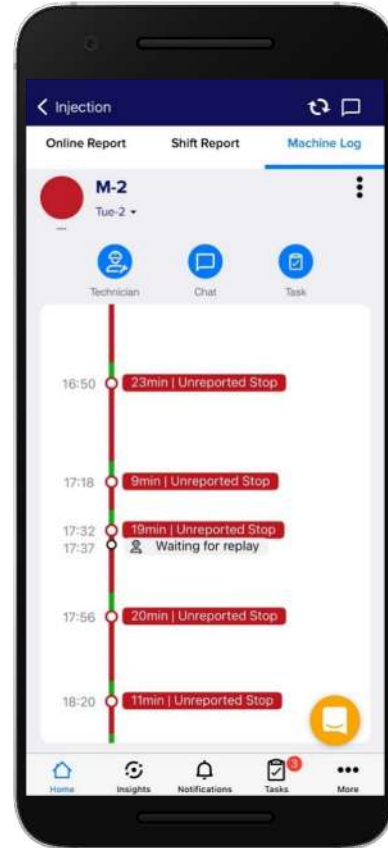 Injection
Online Report Shift Report Machine Log
M-2
Tue-2
Technician Chat Task
16:50 23min | Unreported Stop
17:18 9min | Unreported Stop
17:32 19min | Unreported Stop
17:37 Waiting for replay
17:56 20min | Unreported Stop
18:20 11min | Unreported Stop
3
Home Insights Notifications Tasks More